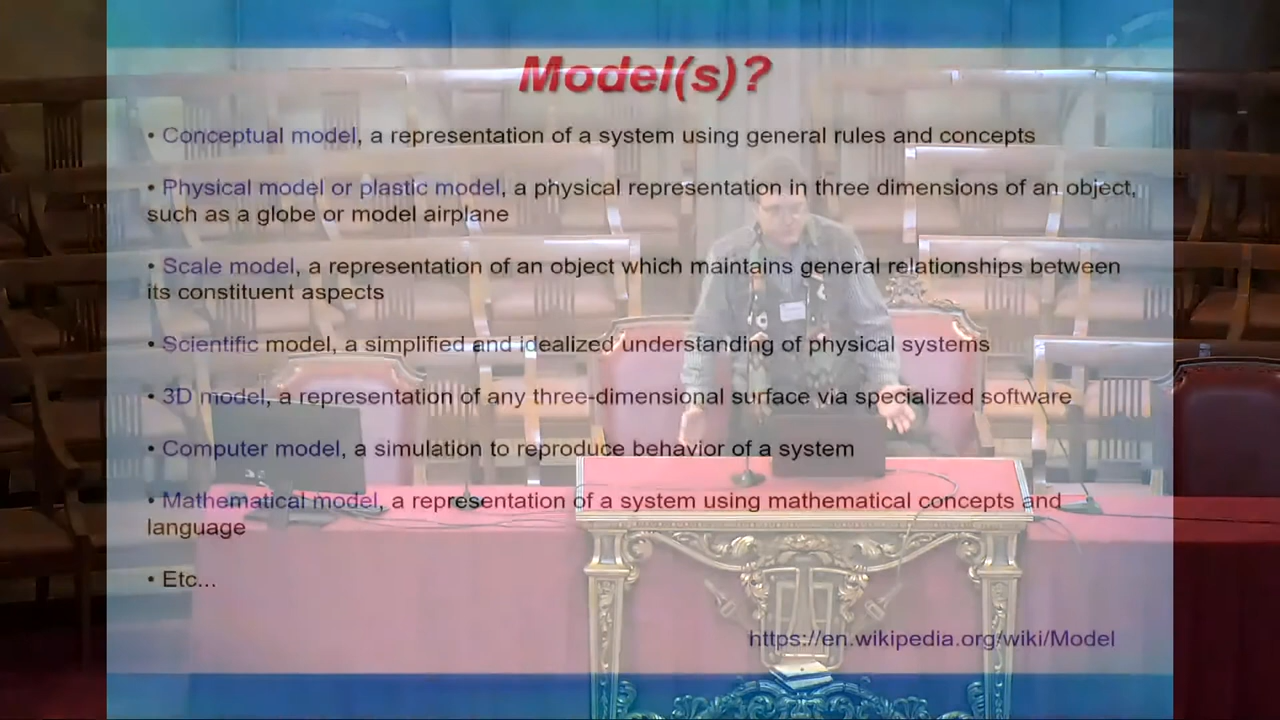 Model(s)?
• Conceptual model, a representation of a system using general rules and concepts
• Physical model or plastic model, a physical representation in three dimensions of an object,
such as a globe or model airplane
• Scale model, a representation of an object which maintains general relationships between
its constituent aspects
• Scientific model, a simplified and idealized understanding of physical systems
• 3D model, a representation of any three-dimensional surface via specialized software
• Computer model, a simulation to reproduce behavior of a system
• Mathematical model, a representation of a system using mathematical concepts and
language
• Etc...
https://en.wikipedia.org/wiki/Model